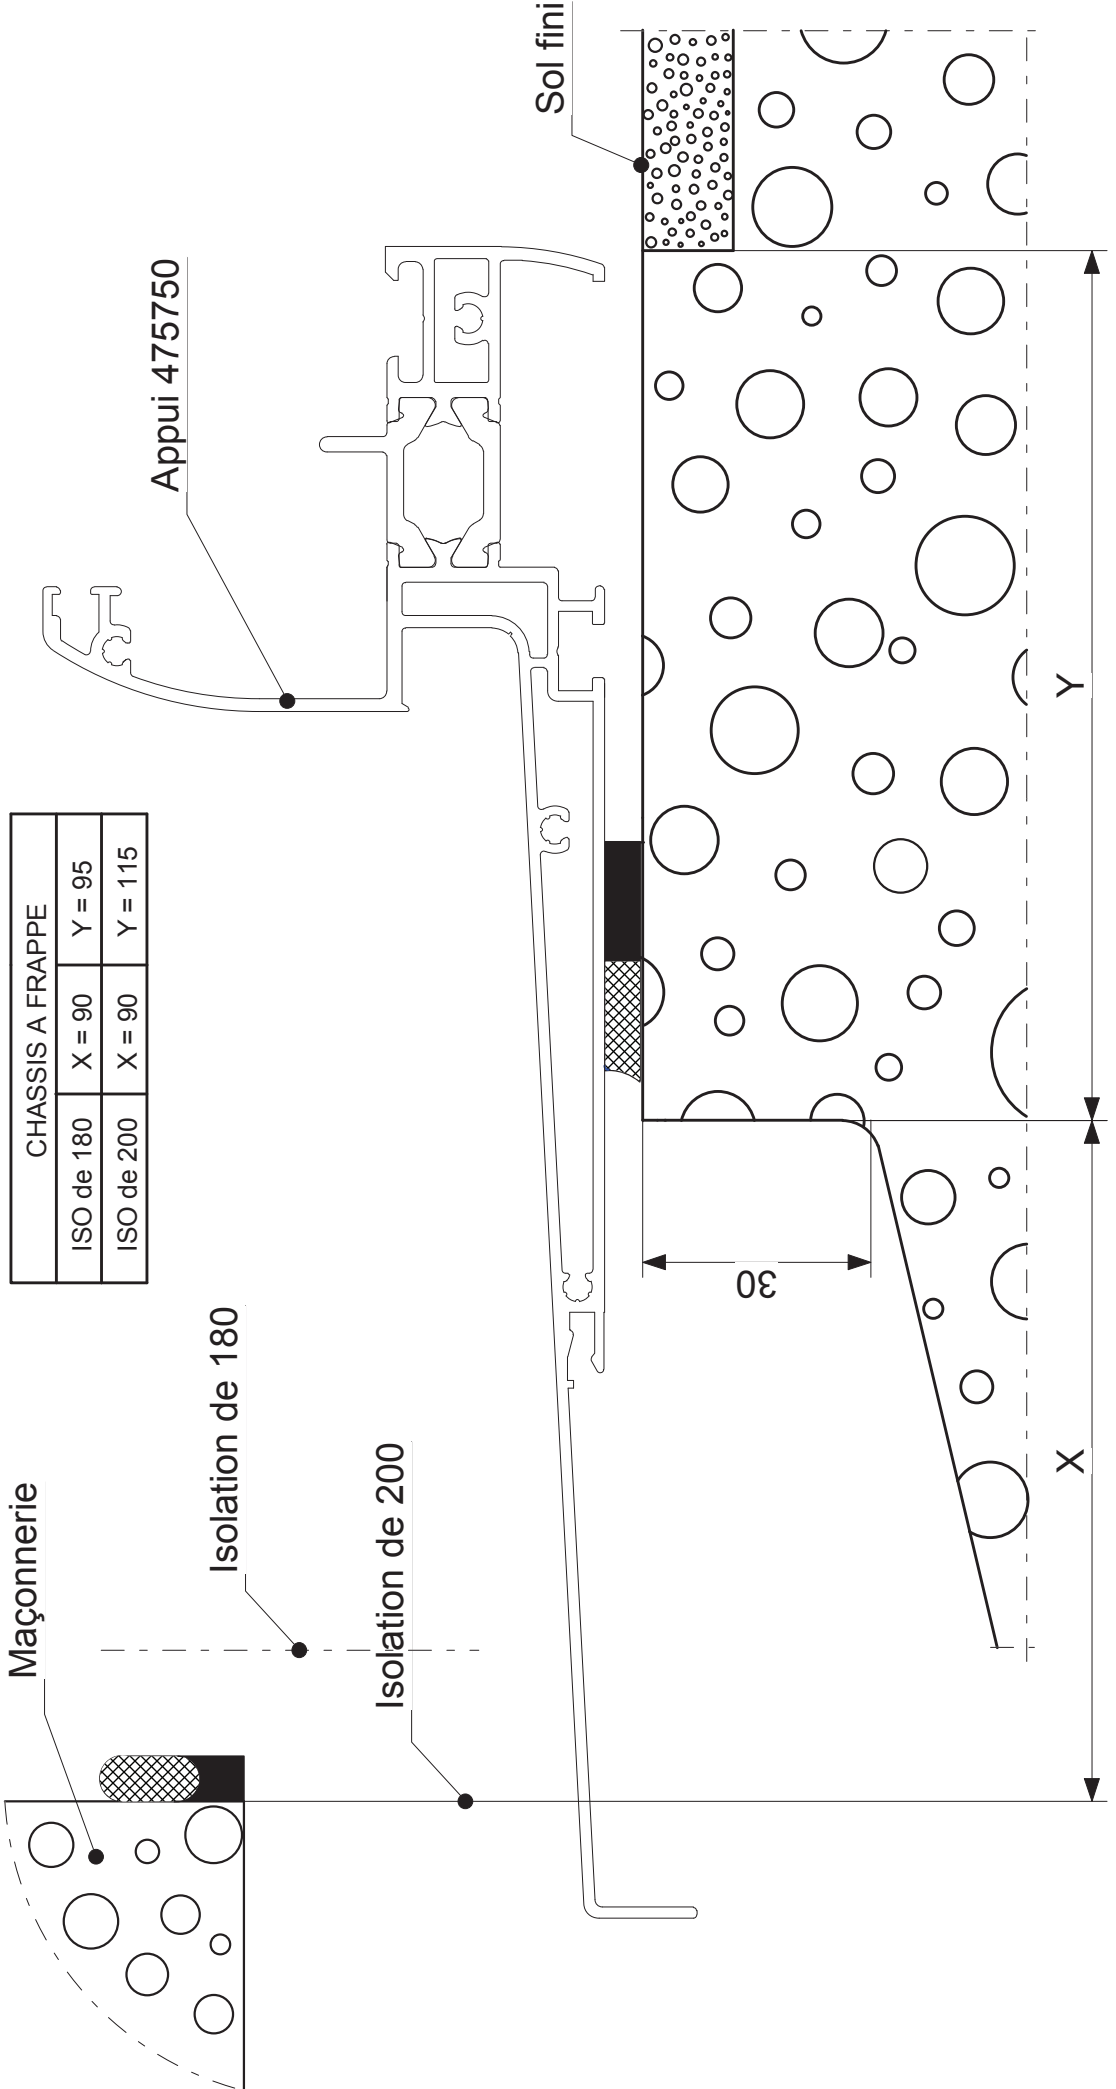 CHASSIS A FRAPPE
ISO de 180 X = 90 Y = 95
ISO de 200 X = 90 Y = 115
Maçonnerie
Isolation de 180
Isolation de 200
Appui 475750
Sol fini
30
X
Y